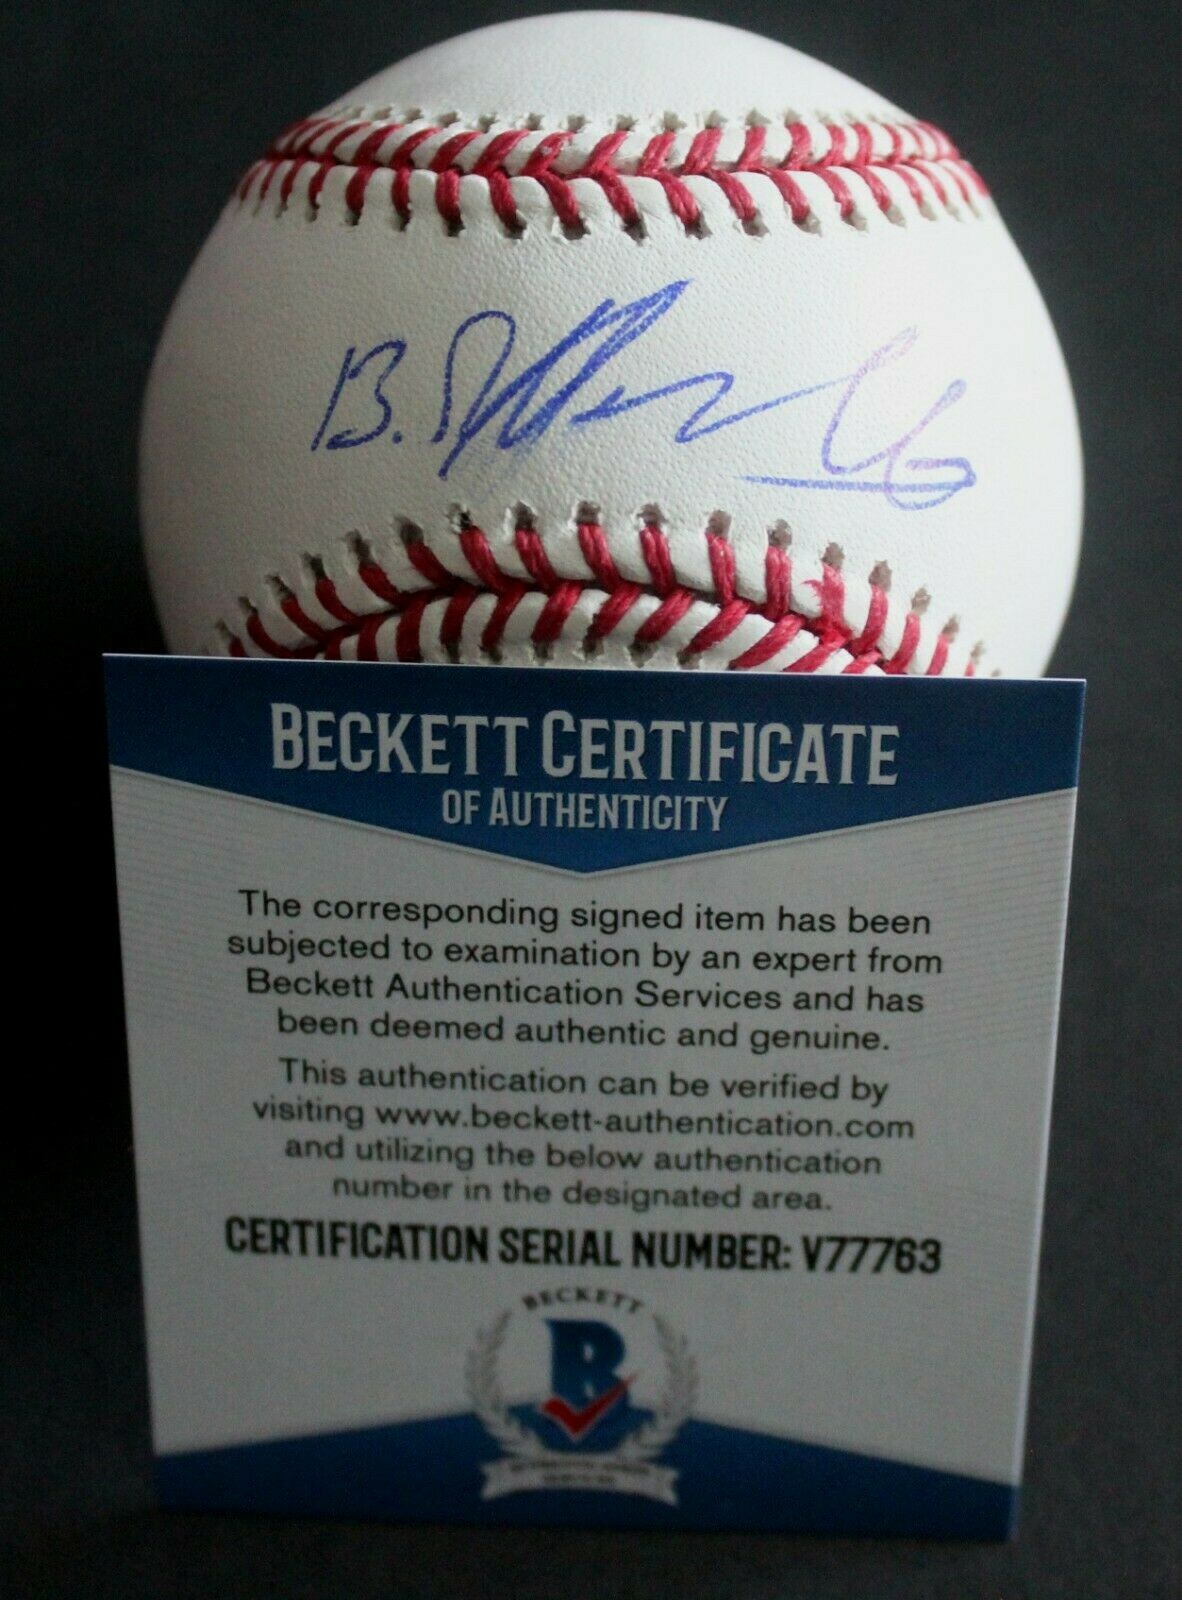 B.
BECKETT CERTIFICATE
OF AUTHENTICITY
The corresponding signed item has been
subjected to examination by an expert from
Beckett Authentication Services and has
been deemed authentic and genuine.
This authentication can be verified by
visiting www.beckett-authentication.com
and utilizing the below authentication
number in the designated area.
CERTIFICATION SERIAL NUMBER: V77763
BECKETT
B